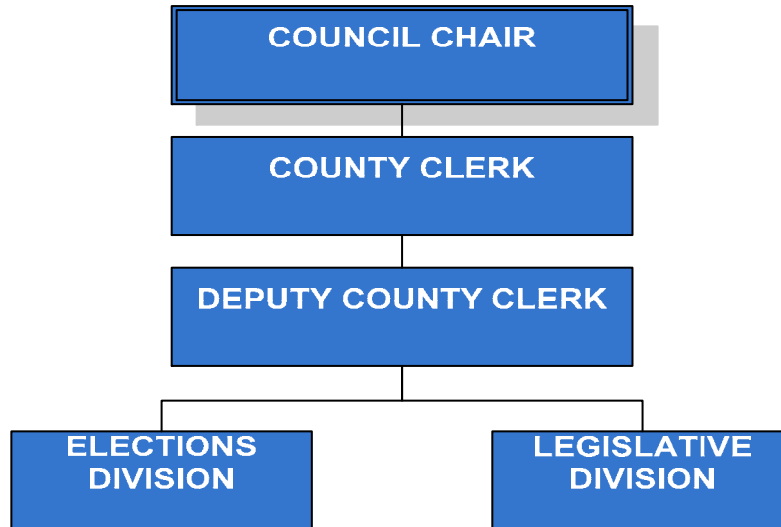 COUNCIL CHAIR
COUNTY CLERK
DEPUTY COUNTY CLERK
ELECTIONS
DIVISION
LEGISLATIVE
DIVISION